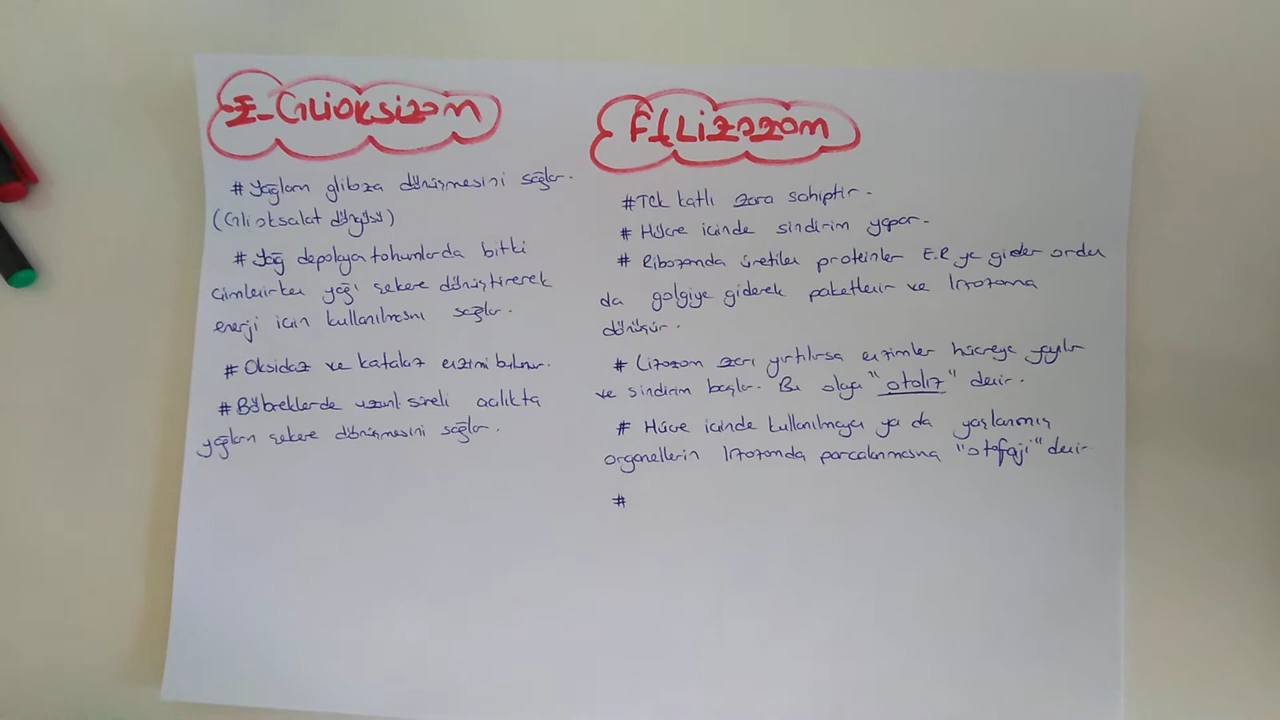 E- Glioksizom
# Yağların glikoza dönüşmesini sağlar.
(Glioksalat döngüsü)
# Yağ depolayan tohumlarda bitki
çimlenirken yağı şekere dönüştürerek
enerji için kullanılmasını sağlar.
# Oksidaz ve katalaz enzimi bulunur.
# Böbreklerde uzun süreli açlıkta
yağların şekere dönüşmesini sağlar.
Lizozom
# Tek katlı zara sahiptir.
# Hücre içinde sindirim yapar.
# Ribozomda üretilen proteinler E.R ye gider ordan
da golgiye giderek paketlenir ve lizozoma
dönüşür.
# Lizozom zarı yırtılırsa enzimler hücreye yayılır
ve sindirim başlar. Bu olaya "otoliz" denir.
# Hücre içinde kullanılmayan ya da yaşlanmış
organellerin lizozomda parçalanmasına "otofaji" denir.
#